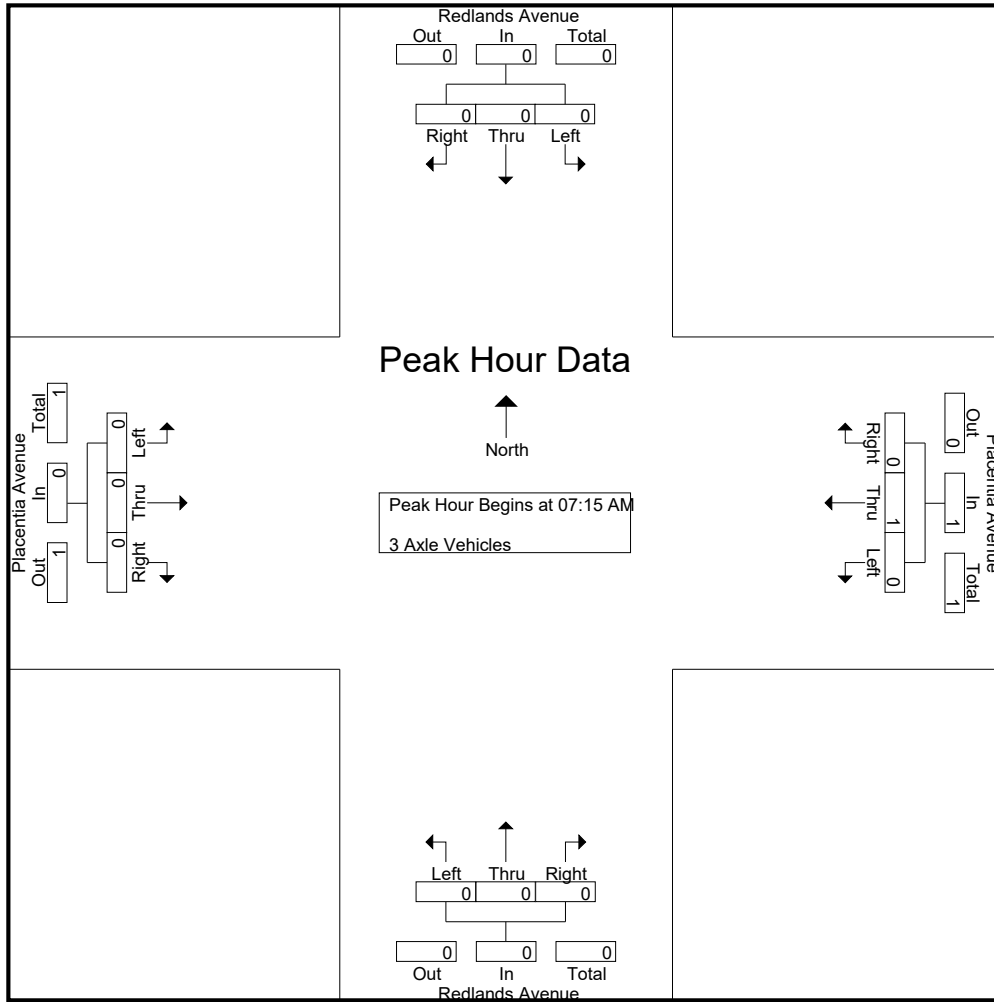 Redlands Avenue
Out In Total
0 0 0
0 0 0
Right Thru Left
Peak Hour Data
North
Peak Hour Begins at 07:15 AM
3 Axle Vehicles
Placentia Avenue
Out In Total
1 0 1
0 0 0
Right Thru Left
Placentia Avenue
Out In Total
0 1 1
0 1 0
Right Thru Left
Left Thru Right
0 0 0
0 0 0
Out In Total
Redlands Avenue